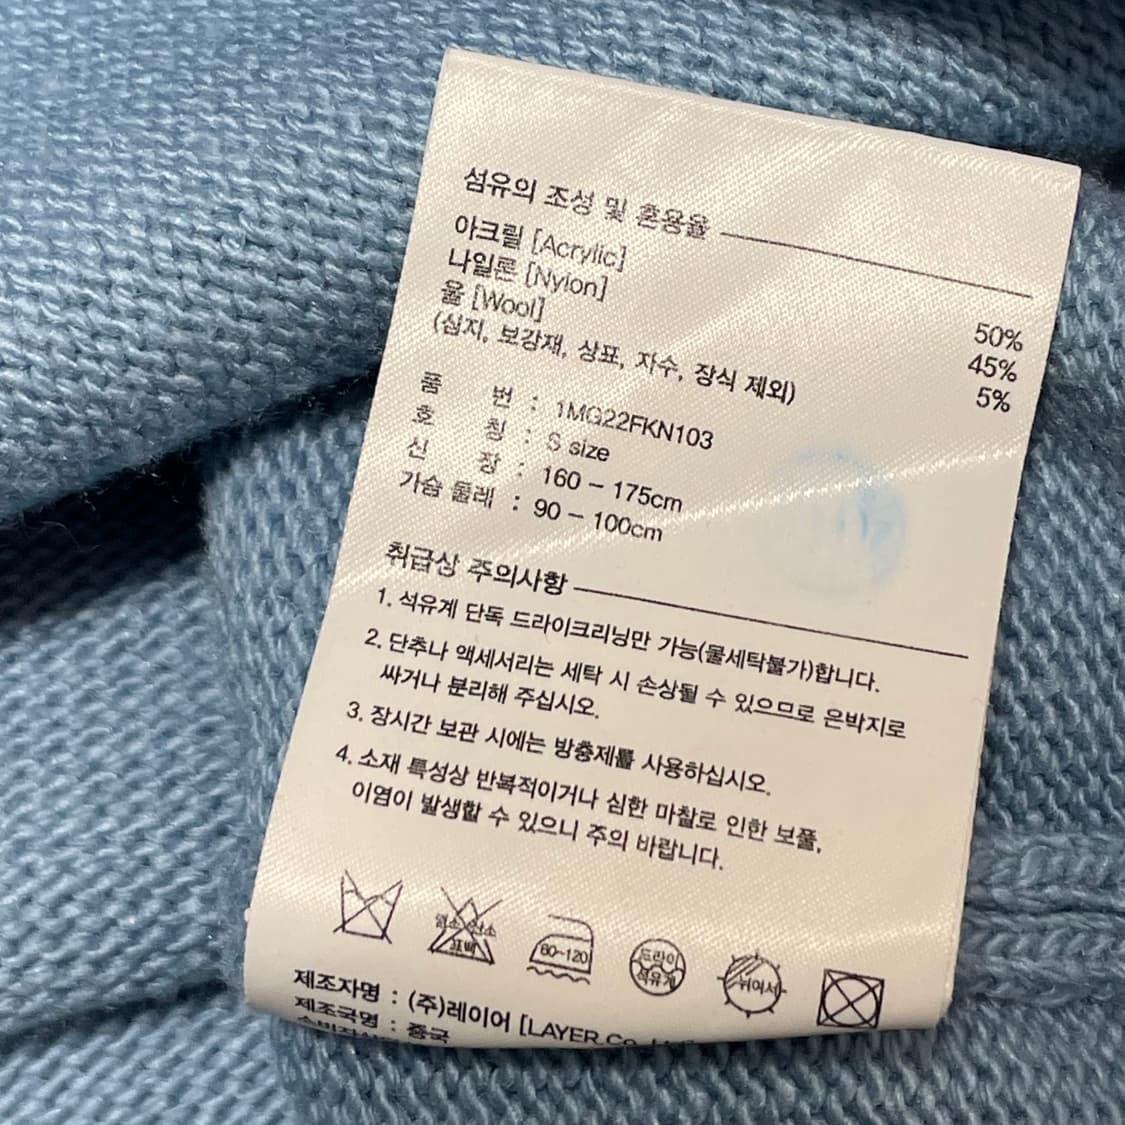 섬유의 조성 및 혼용율
아크릴 [Acrylic] 50%
나일론 [Nylon] 45%
울 [Wool] 5%
(심지, 보강재, 상표, 자수, 장식 제외)
품 번 : 1MG22FKN103
호 칭 : S size
신 장 : 160 – 175cm
가슴 둘레 : 90 – 100cm
취급상 주의사항
1. 석유계 단독 드라이크리닝만 가능(물세탁불가)합니다.
2. 단추나 액세서리는 세탁 시 손상될 수 있으므로 은박지로
싸거나 분리해 주십시오.
3. 장시간 보관 시에는 방충제를 사용하십시오.
4. 소재 특성상 반복적이거나 심한 마찰로 인한 보풀,
이염이 발생할 수 있으니 주의 바랍니다.
염소 산소
표백
80~120
드라이
석유계
뉘여서
제조자명 : (주)레이어 [LAYER.Co.
제조국명 : 중국